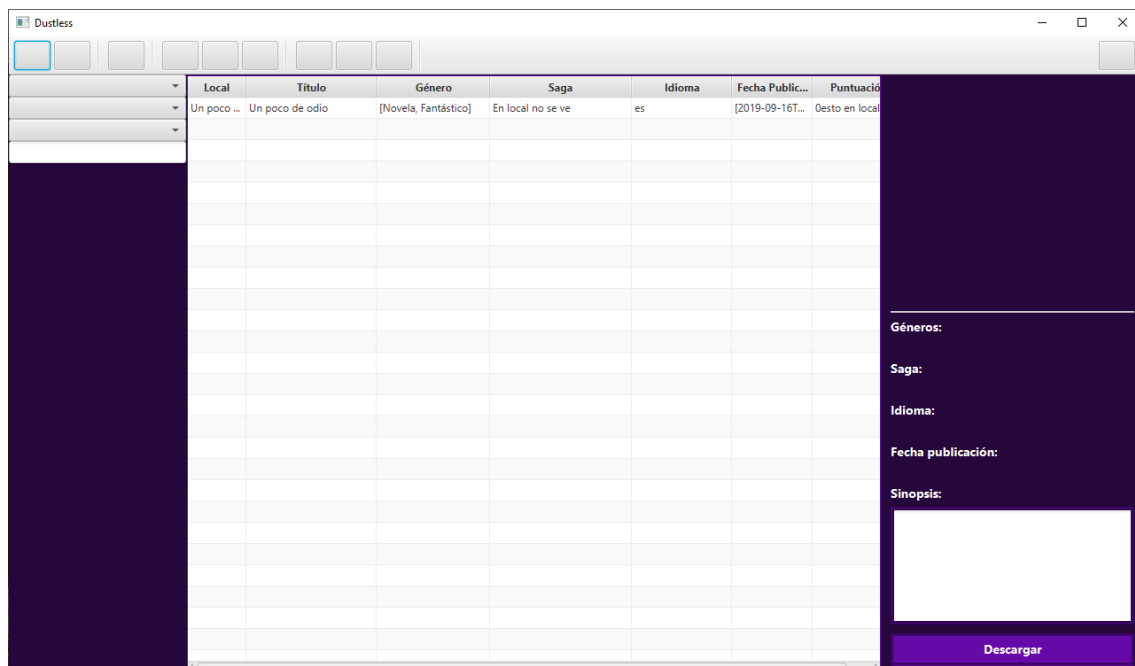 Dustless
Local Título Género Saga Idioma Fecha Public... Puntuació
Un poco ... Un poco de odio [Novela, Fantástico] En local no se ve es [2019-09-16T... 0esto en local
Géneros:
Saga:
Idioma:
Fecha publicación:
Sinopsis:
Descargar